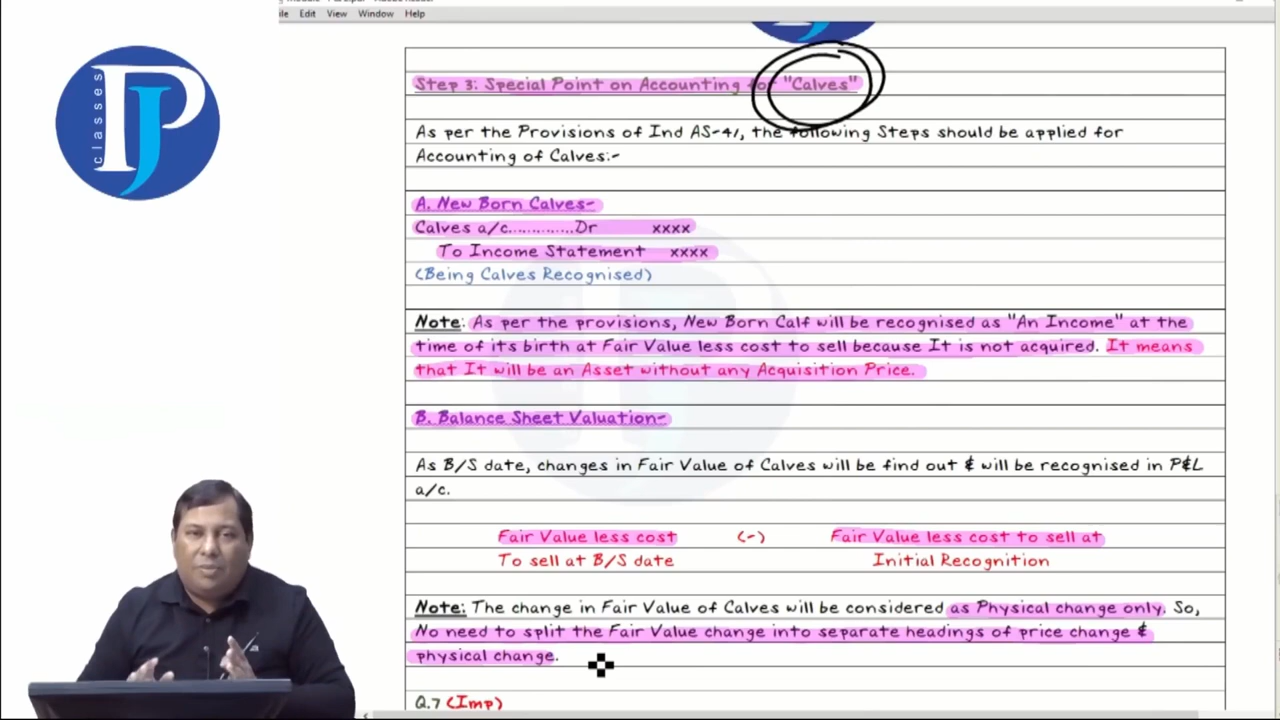 Edit View Window Help
classes
PJ
Step 3: Special Point on Accounting for "Calves"
As per the Provisions of Ind AS-41, the following Steps should be applied for
Accounting of Calves:-
A. New Born Calves-
Calves a/c..............Dr xxxx
To Income Statement xxxx
(Being Calves Recognised)
Note: As per the provisions, New Born Calf will be recognised as "An Income" at the
time of its birth at Fair Value less cost to sell because It is not acquired. It means
that It will be an Asset without any Acquisition Price.
B. Balance Sheet Valuation-
As B/S date, changes in Fair Value of Calves will be find out & will be recognised in P&L
a/c.
Fair Value less cost (-) Fair Value less cost to sell at
To sell at B/S date Initial Recognition
Note: The change in Fair Value of Calves will be considered as Physical change only. So,
No need to split the Fair Value change into separate headings of price change &
physical change.
Q.7 (Imp)